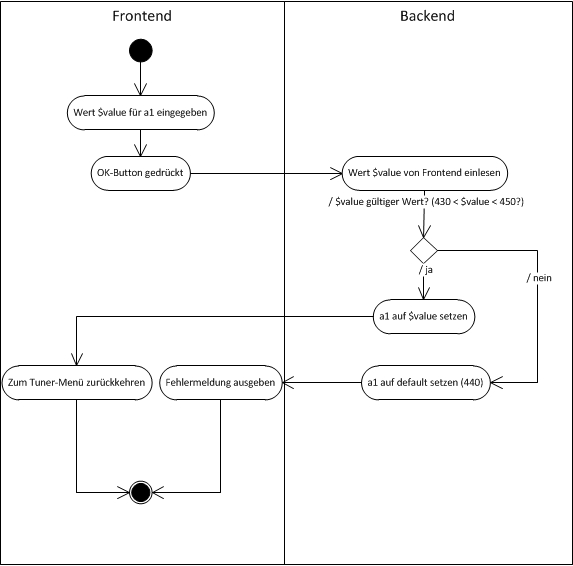 Frontend
Backend
Wert $value für a1 eingegeben
OK-Button gedrückt
Wert $value von Frontend einlesen
/ $value gültiger Wert? (430 < $value < 450?)
/ ja
/ nein
a1 auf $value setzen
Zum Tuner-Menü zurückkehren
Fehlermeldung ausgeben
a1 auf default setzen (440)